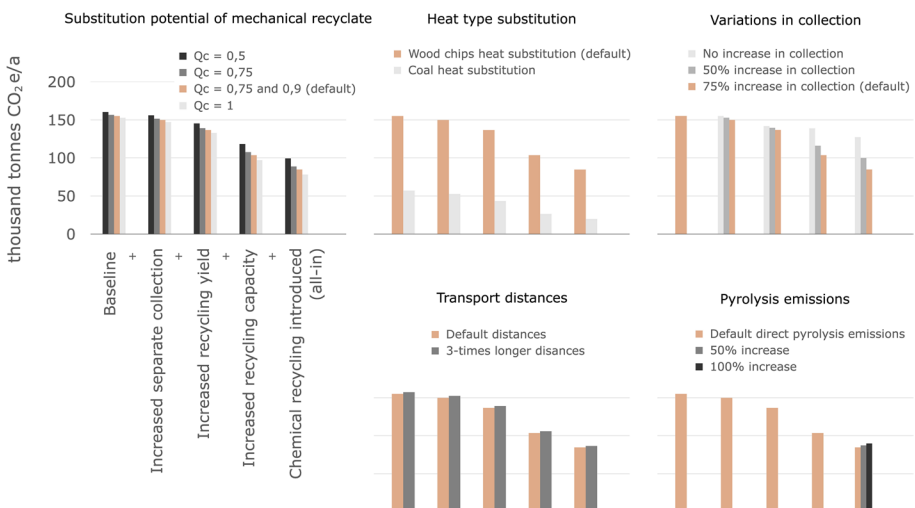 Substitution potential of mechanical recyclate
Qc = 0,5
Qc = 0,75
Qc = 0,75 and 0,9 (default)
Qc = 1
thousand tonnes CO₂ e/a
200
150
100
50
0
Baseline
+
Increased separate collection
+
Increased recycling yield
+
Increased recycling capacity
+
Chemical recycling introduced
(all-in)
Heat type substitution
Wood chips heat substitution (default)
Coal heat substitution
Variations in collection
No increase in collection
50% increase in collection
75% increase in collection (default)
Transport distances
Default distances
3-times longer disances
Pyrolysis emissions
Default direct pyrolysis emissions
50% increase
100% increase